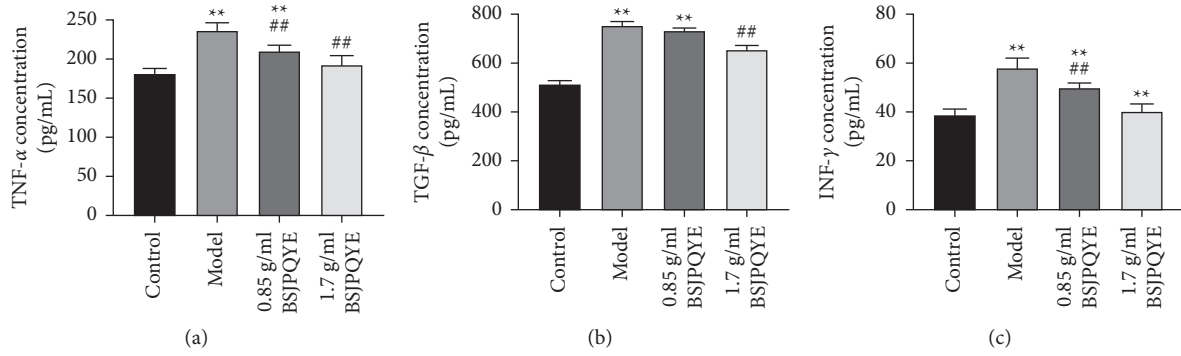 TNF-α concentration
(pg/mL)
250
200
150
100
50
0
**
**
##
##
Control
Model
0.85 g/ml
BSJPQYE
1.7 g/ml
BSJPQYE
(a)
TGF-β concentration
(pg/mL)
800
600
400
200
0
**
**
##
Control
Model
0.85 g/ml
BSJPQYE
1.7 g/ml
BSJPQYE
(b)
INF-γ concentration
(pg/mL)
80
60
40
20
0
**
**
##
**
Control
Model
0.85 g/ml
BSJPQYE
1.7 g/ml
BSJPQYE
(c)